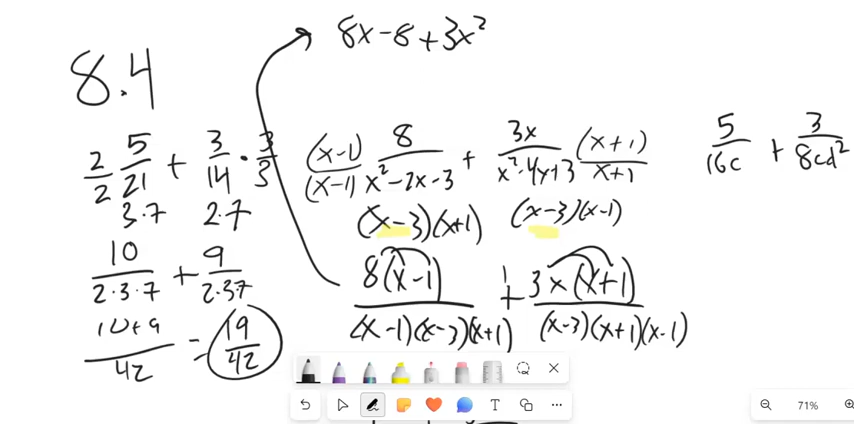 8x-8+3x²
8.4
2/2 5/21 + 3/14 · 3/3
3·7 2·7
10/(2·3·7) + 9/(2·3·7)
(10+9)/42 = 19/42
(x-1)/(x-1) 8/(x²-2x-3) + 3x/(x²-4x+3) (x+1)/(x+1)
(x-3)(x+1) (x-3)(x-1)
8(x-1)/((x-1)(x-3)(x+1)) + 3x(x+1)/((x-3)(x+1)(x-1))
5/16c + 3/8cd²
T
71%